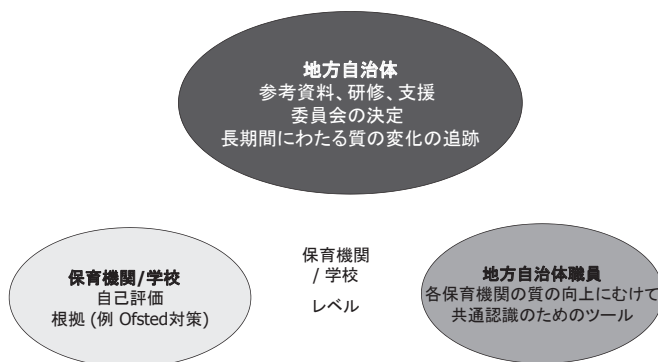 地方自治体
参考資料、研修、支援
委員会の決定
長期間にわたる質の変化の追跡
保育機関/学校
自己評価
根拠 (例 Ofsted対策)
保育機関
/ 学校
レベル
地方自治体職員
各保育機関の質の向上にむけて
共通認識のためのツール